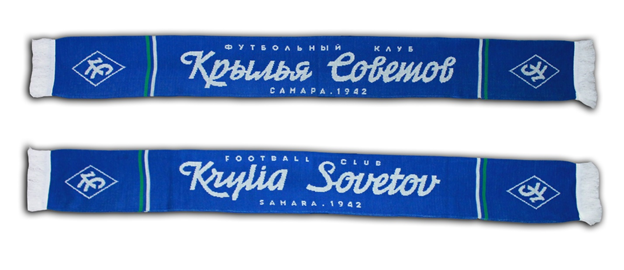 ФУТБОЛЬНЫЙ КЛУБ
Крылья Советов
САМАРА.1942
FOOTBALL CLUB
Krylia Sovetov
SAMARA.1942